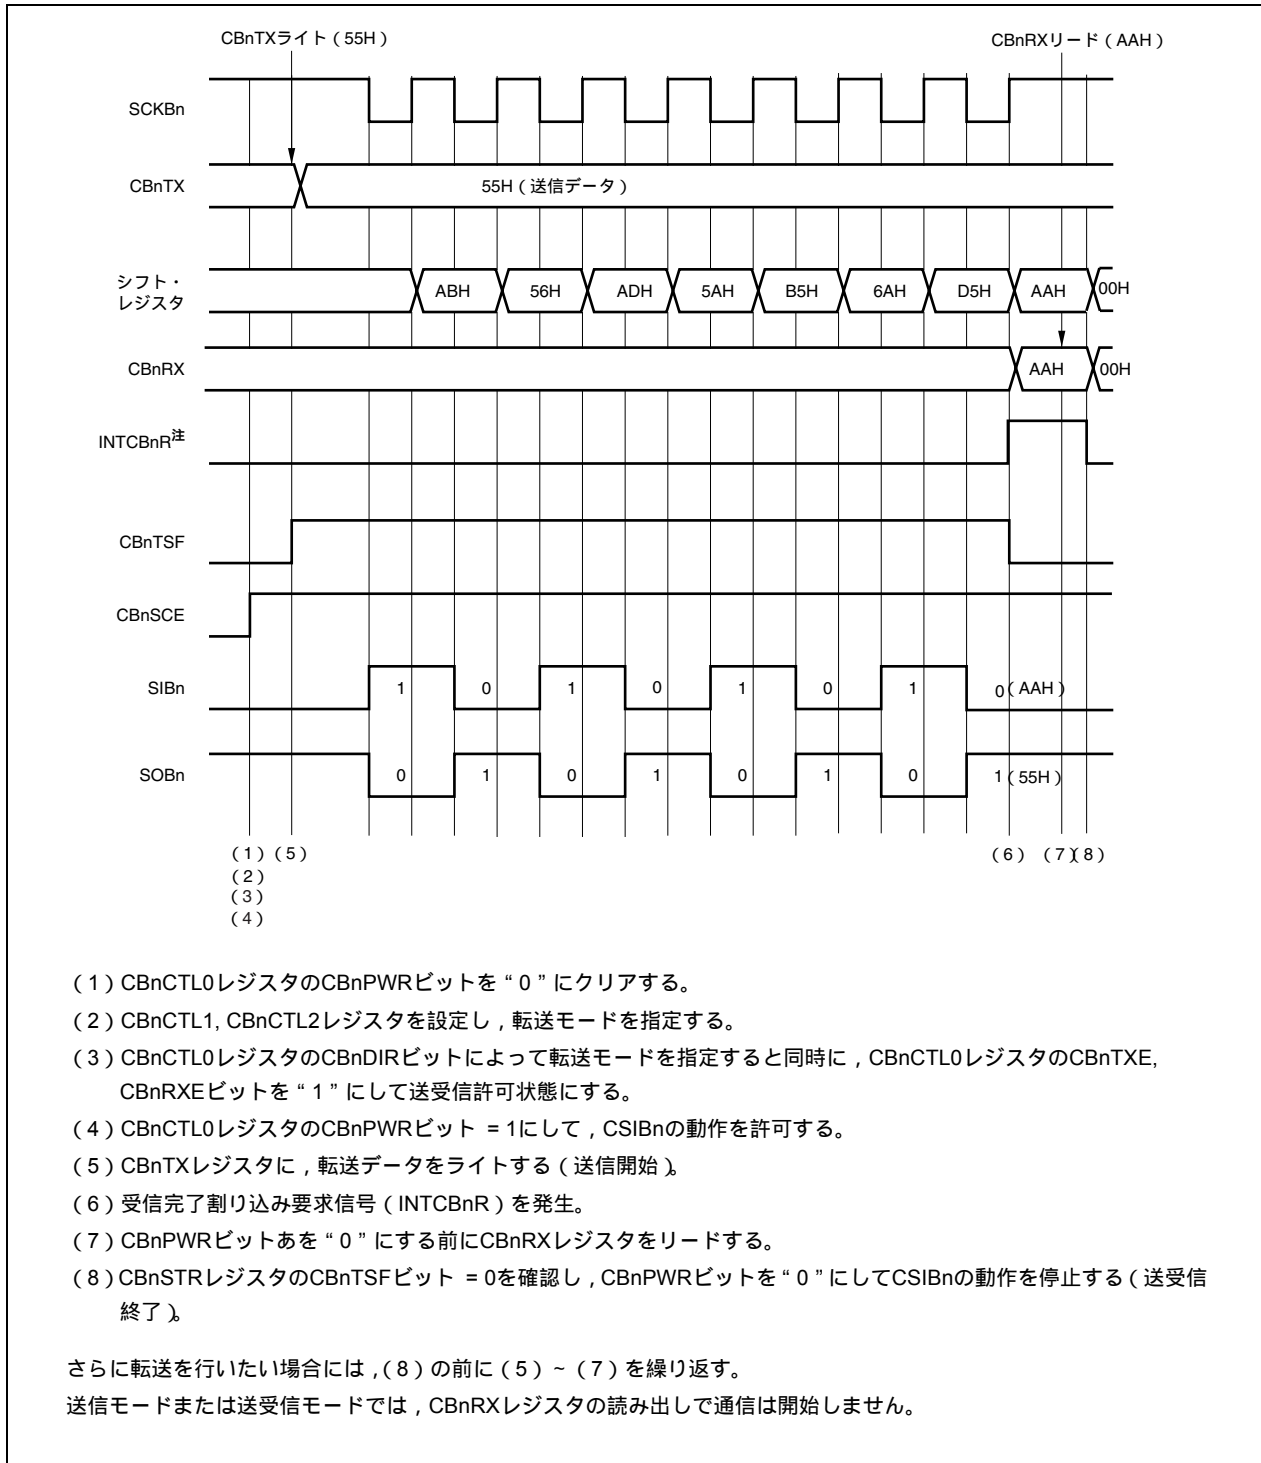 CBnTXライト（55H） CBnRXリード（AAH）
SCKBn
CBnTX 55H（送信データ）
シフト・
レジスタ ABH 56H ADH 5AH B5H 6AH D5H AAH 00H
CBnRX AAH 00H
INTCBnR注
CBnTSF
CBnSCE
SIBn 1 0 1 0 1 0 1 0（AAH）
SOBn 0 1 0 1 0 1 0 1（55H）
（1）（5） （6） （7）（8）
（2）
（3）
（4）
（1）CBnCTL0レジスタのCBnPWRビットを“0”にクリアする。
（2）CBnCTL1, CBnCTL2レジスタを設定し，転送モードを指定する。
（3）CBnCTL0レジスタのCBnDIRビットによって転送モードを指定すると同時に，CBnCTL0レジスタのCBnTXE,
CBnRXEビットを“1”にして送受信許可状態にする。
（4）CBnCTL0レジスタのCBnPWRビット = 1にして，CSIBnの動作を許可する。
（5）CBnTXレジスタに，転送データをライトする（送信開始）。
（6）受信完了割り込み要求信号（INTCBnR）を発生。
（7）CBnPWRビットあを“0”にする前にCBnRXレジスタをリードする。
（8）CBnSTRレジスタのCBnTSFビット = 0を確認し，CBnPWRビットを“0”にしてCSIBnの動作を停止する（送受信
終了）。
さらに転送を行いたい場合には，（8）の前に（5）~（7）を繰り返す。
送信モードまたは送受信モードでは，CBnRXレジスタの読み出しで通信は開始しません。